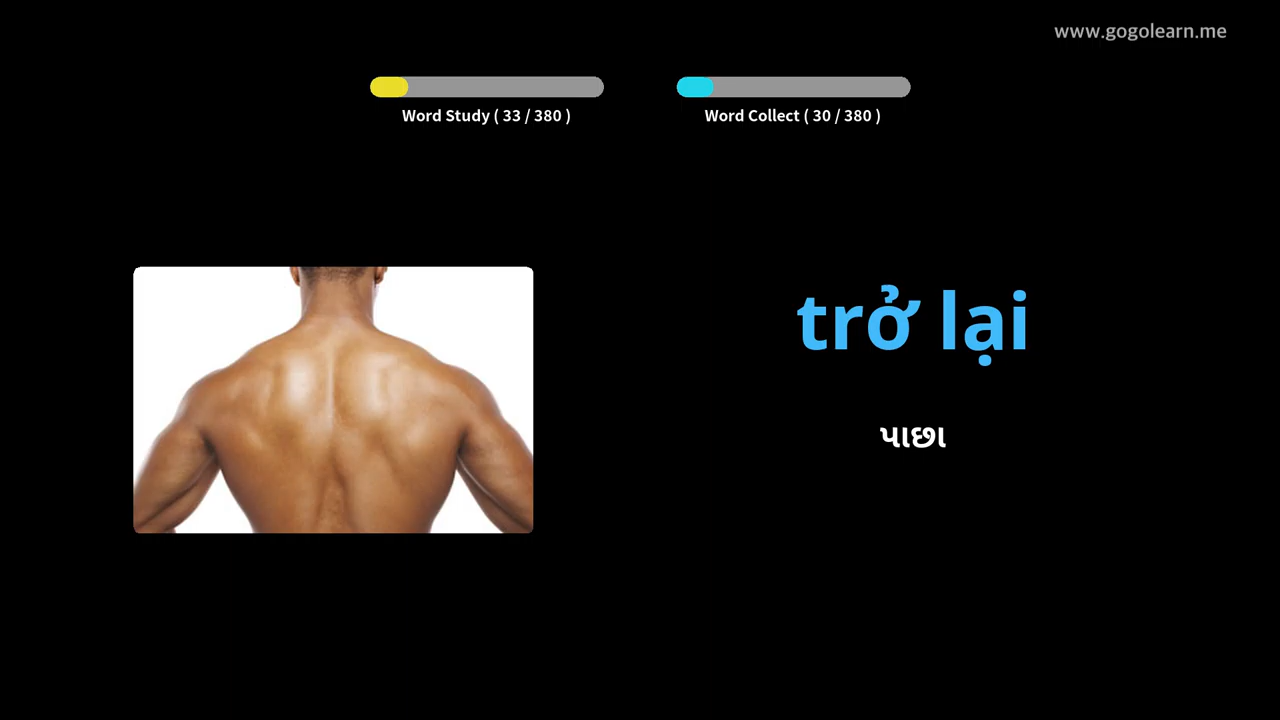 www.gogolearn.me
Word Study ( 33 / 380 )
Word Collect ( 30 / 380 )
trở lại
પાછા